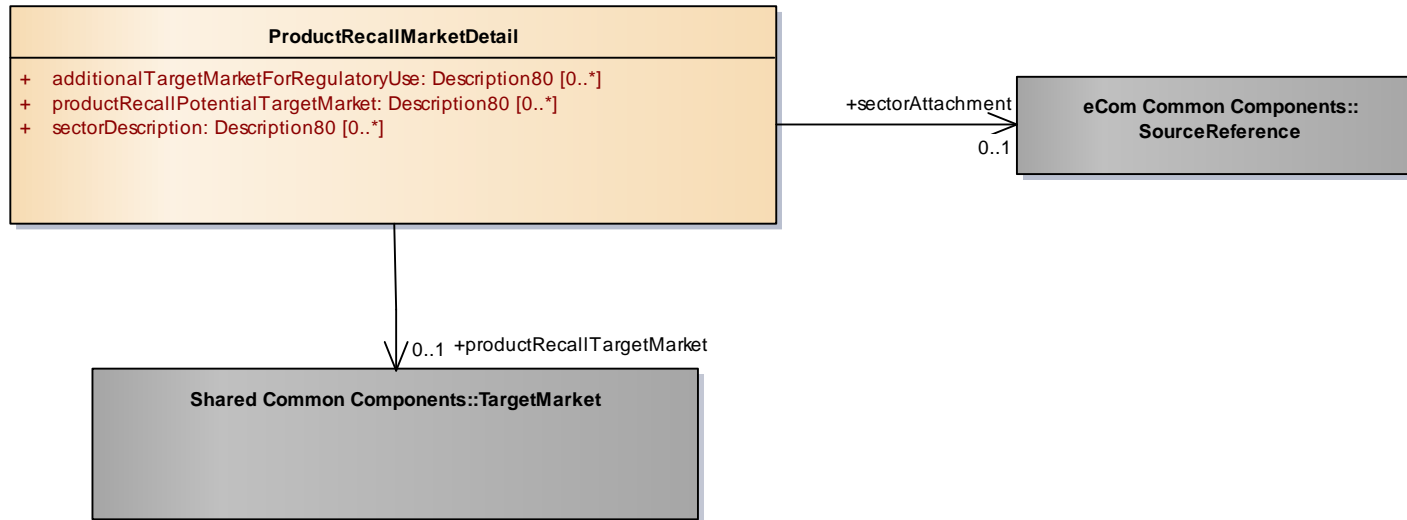 ProductRecallMarketDetail
+ additionalTargetMarketForRegulatoryUse: Description80 [0..*]
+ productRecallPotentialTargetMarket: Description80 [0..*]
+ sectorDescription: Description80 [0..*]
+sectorAttachment
0..1
eCom Common Components::
SourceReference
0..1 +productRecallTargetMarket
Shared Common Components::TargetMarket